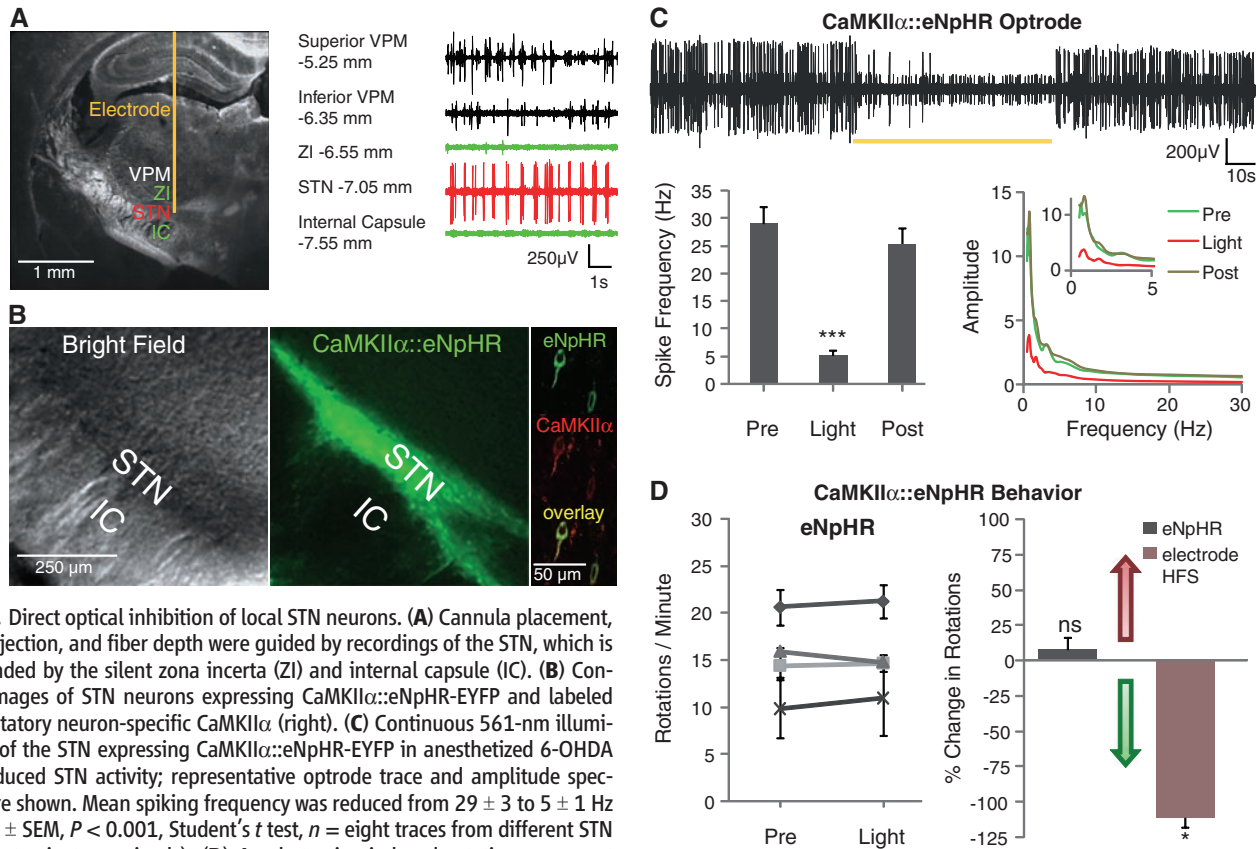 A
Electrode
VPM
ZI
STN
IC
1 mm
Superior VPM
-5.25 mm
Inferior VPM
-6.35 mm
ZI -6.55 mm
STN -7.05 mm
Internal Capsule
-7.55 mm
250µV
1s
B
Bright Field
STN
IC
250 µm
CaMKIIα::eNpHR
STN
IC
eNpHR
CaMKIIα
overlay
50 µm
. Direct optical inhibition of local STN neurons. (A) Cannula placement,
jection, and fiber depth were guided by recordings of the STN, which is
nded by the silent zona incerta (ZI) and internal capsule (IC). (B) Con-
mages of STN neurons expressing CaMKIIα::eNpHR-EYFP and labeled
tatory neuron-specific CaMKIIα (right). (C) Continuous 561-nm illumi-
of the STN expressing CaMKIIα::eNpHR-EYFP in anesthetized 6-OHDA
duced STN activity; representative optrode trace and amplitude spec-
re shown. Mean spiking frequency was reduced from 29 ± 3 to 5 ± 1 Hz
± SEM, P < 0.001, Student's t test, n = eight traces from different STN
C
CaMKIIα::eNpHR Optrode
200µV
10s
Spike Frequency (Hz)
35
30
25
20
15
10
5
0
***
Pre Light Post
Amplitude
15
10
5
0
0 10 20 30
Frequency (Hz)
10
0
0 5
Pre
Light
Post
D
CaMKIIα::eNpHR Behavior
eNpHR
Rotations / Minute
30
25
20
15
10
5
0
Pre Light
% Change in Rotations
100
75
50
25
0
-25
-50
-75
-100
-125
ns
*
eNpHR
electrode
HFS